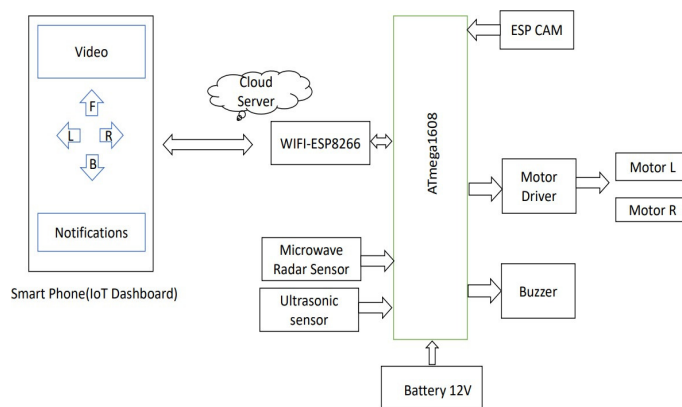 Video
F
L
R
B
Notifications
Smart Phone(IoT Dashboard)
Cloud
Server
WIFI-ESP8266
Microwave
Radar Sensor
Ultrasonic
sensor
ATmega1608
ESP CAM
Motor
Driver
Motor L
Motor R
Buzzer
Battery 12V